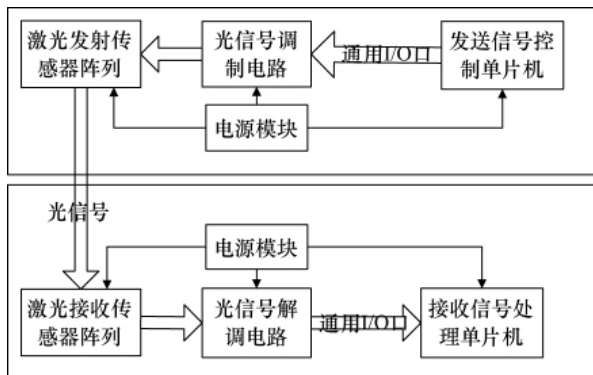 激光发射传
感器阵列
光信号调
制电路
通用I/O口
发送信号控
制单片机
电源模块
光信号
电源模块
激光接收传
感器阵列
光信号解
调电路
通用I/O口
接收信号处
理单片机